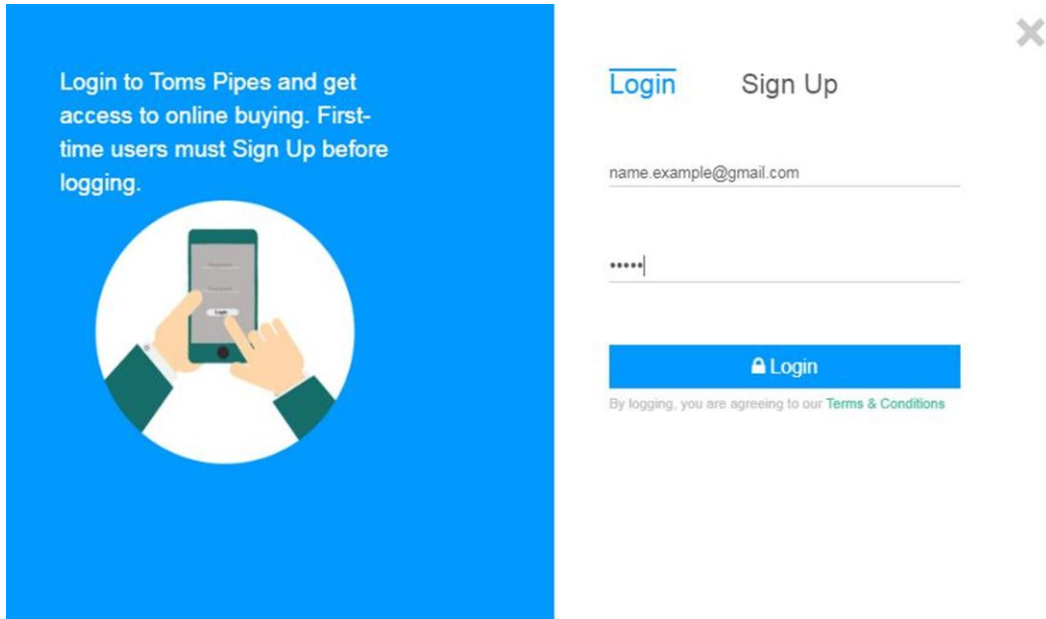 Login to Toms Pipes and get
access to online buying. First-
time users must Sign Up before
logging.
Login
Login Sign Up
name.example@gmail.com
•••••
Login
By logging, you are agreeing to our Terms & Conditions